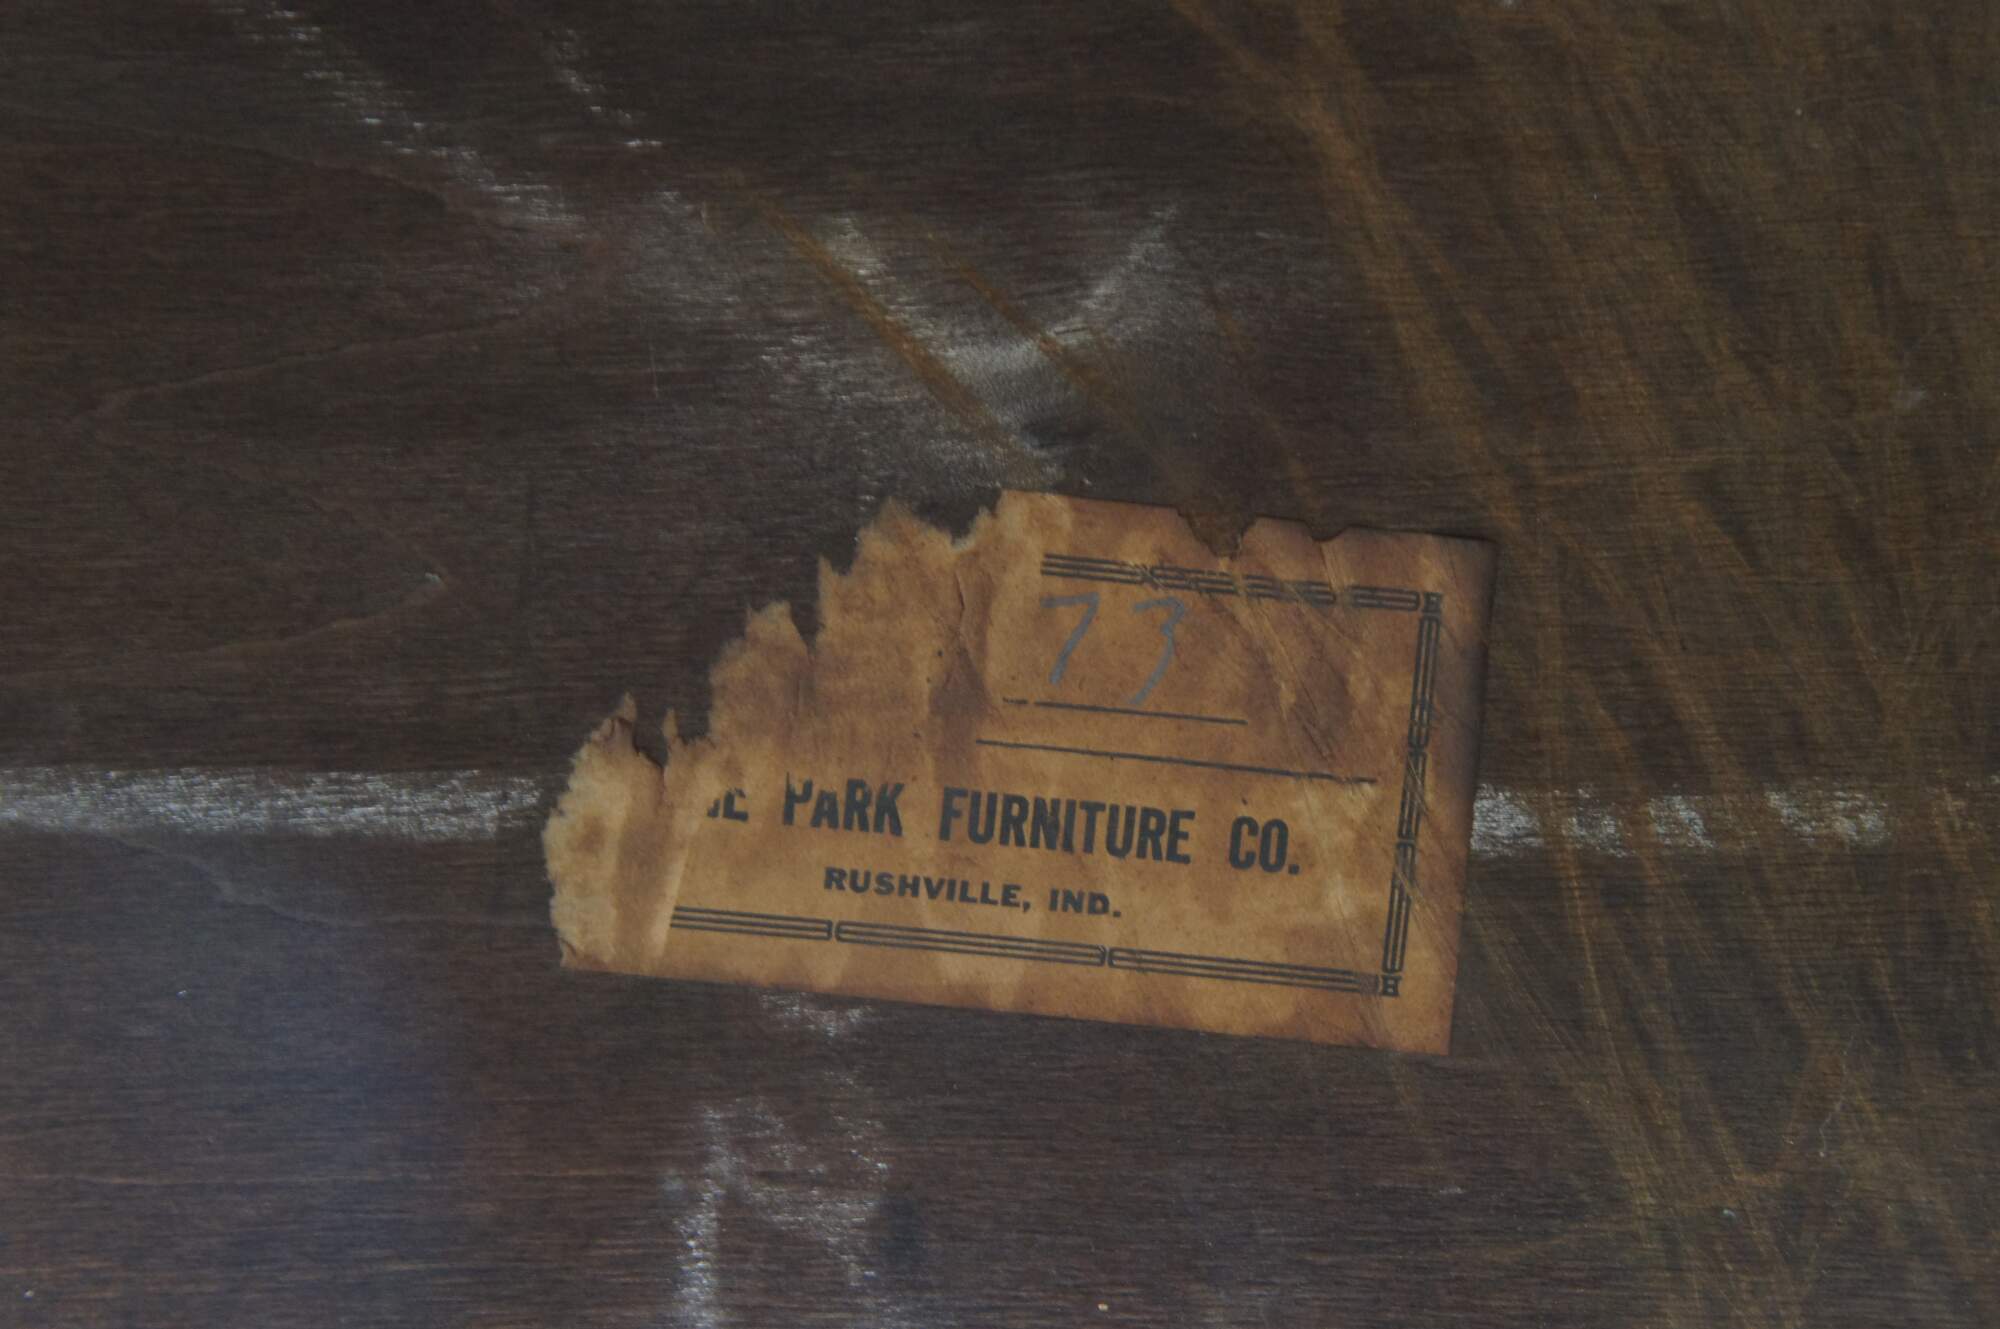 73
PARK FURNITURE CO.
RUSHVILLE, IND.